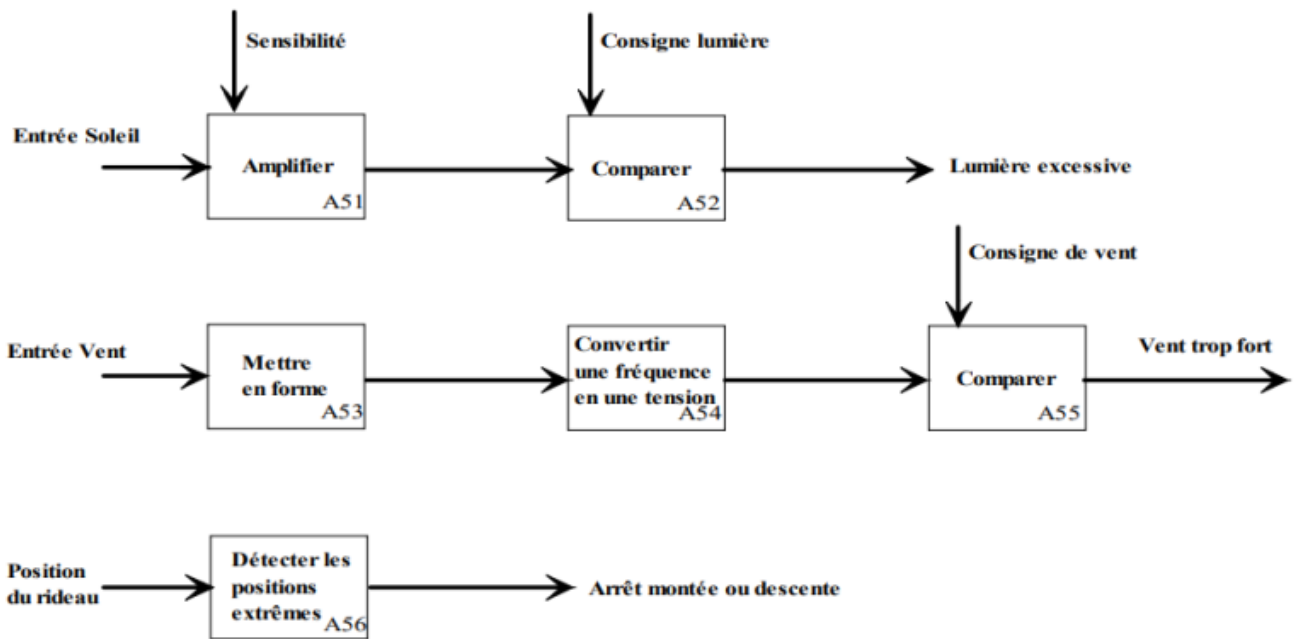 Sensibilité
Consigne lumière
Entrée Soleil
Amplifier
A51
Comparer
A52
Lumière excessive
Consigne de vent
Entrée Vent
Mettre
en forme
A53
Convertir
une fréquence
en une tension
A54
Comparer
A55
Vent trop fort
Position
du rideau
Détecter les
positions
extrêmes
A56
Arrêt montée ou descente